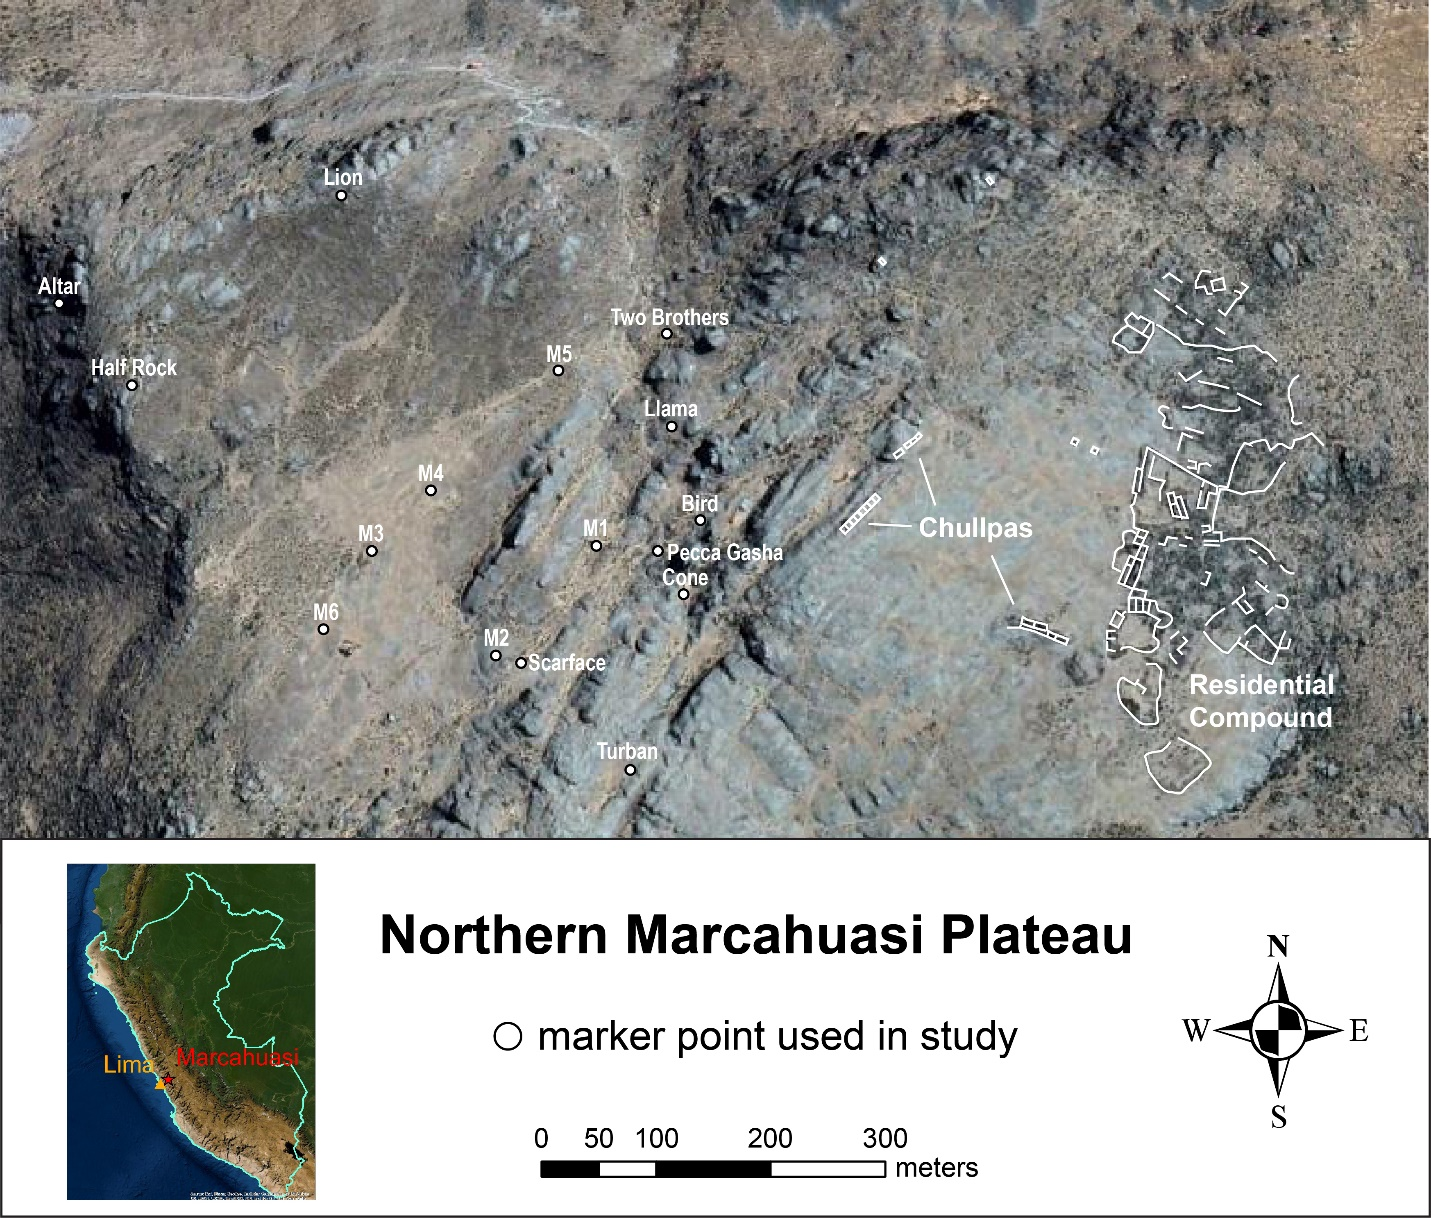 Lion
Altar
Two Brothers
M5
Half Rock
Llama
M4
Bird
Chullpas
M3
M1
Pecca Gasha
Cone
M6
M2
Scarface
Residential
Compound
Turban
Northern Marcahuasi Plateau
marker point used in study
N
W E
S
Lima
Marcahuasi
0 50 100 200 300
meters